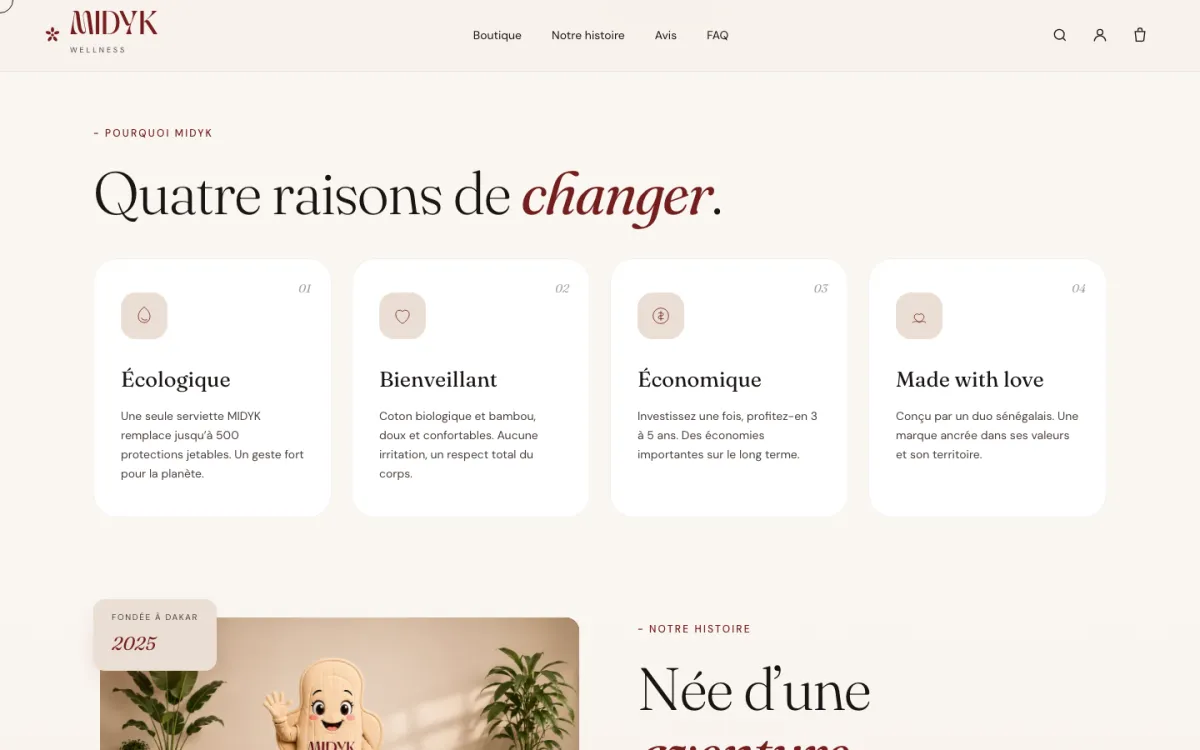 MIDYK
WELLNESS
Boutique
Notre histoire
Avis
FAQ
– POURQUOI MIDYK
Quatre raisons de changer.
01
Écologique
Une seule serviette MIDYK
remplace jusqu'à 500
protections jetables. Un geste fort
pour la planète.
02
Bienveillant
Coton biologique et bambou,
doux et confortables. Aucune
irritation, un respect total du
corps.
03
Économique
Investissez une fois, profitez-en 3
à 5 ans. Des économies
importantes sur le long terme.
04
Made with love
Conçu par un duo sénégalais. Une
marque ancrée dans ses valeurs
et son territoire.
FONDÉE À DAKAR
2025
MIDYK
– NOTRE HISTOIRE
Née d'une
aventure